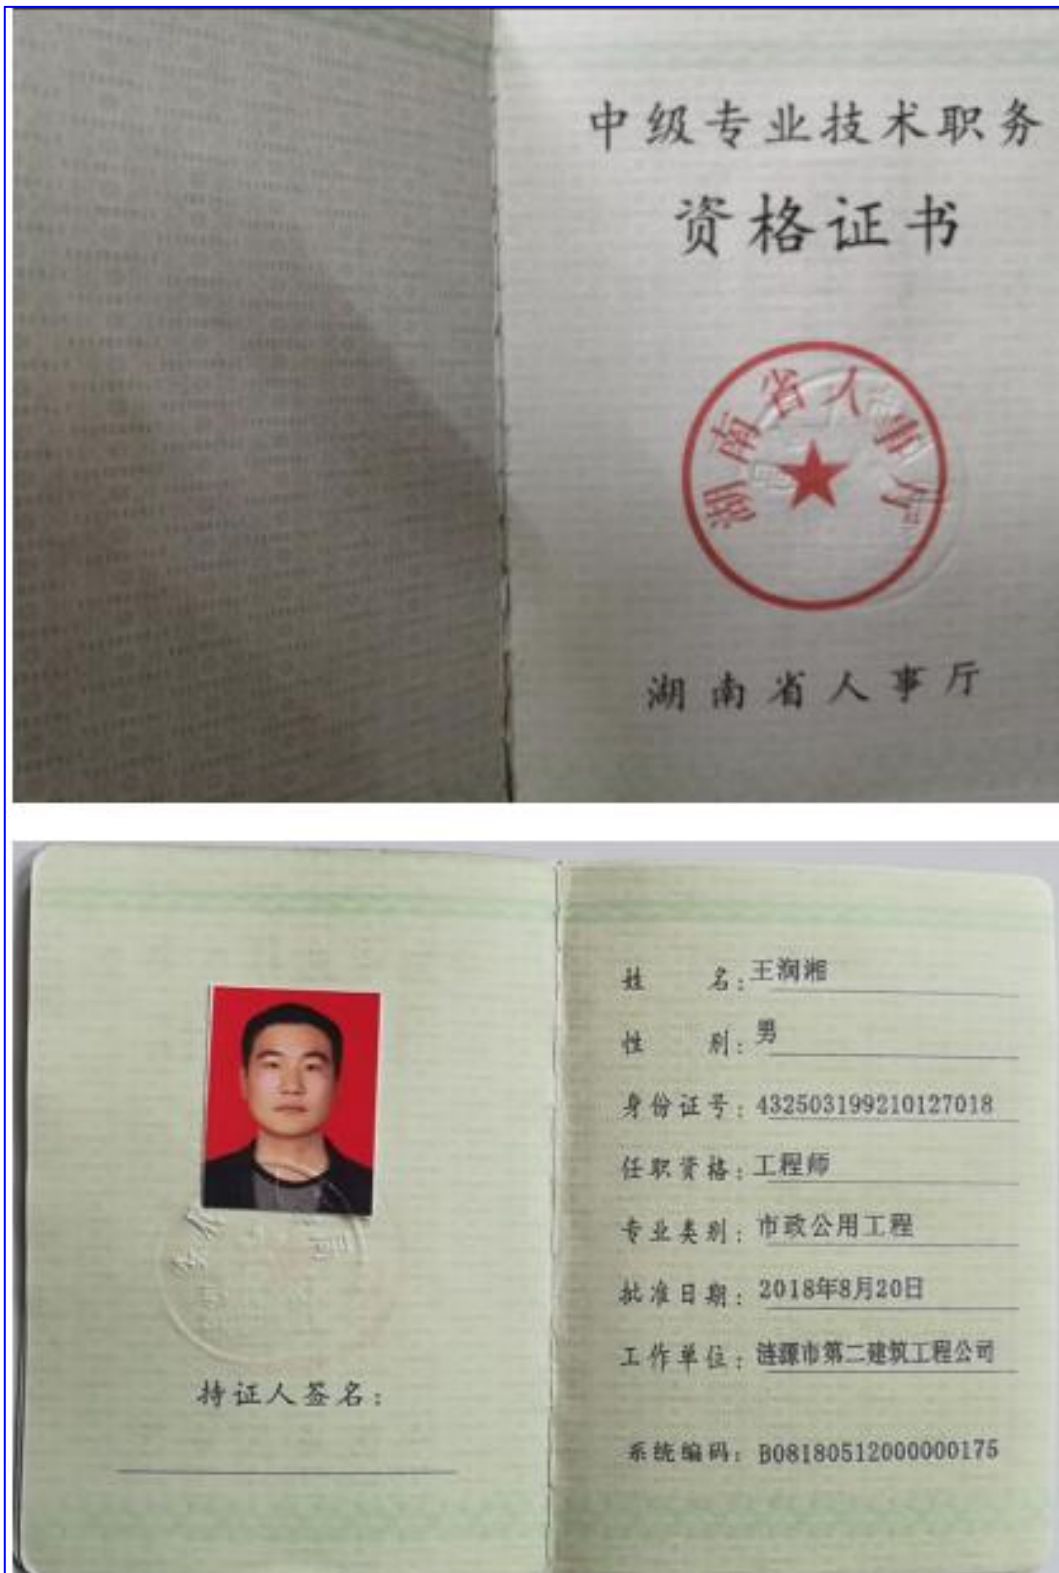 中级专业技术职务
资格证书
湖南省人事厅
湖南省人事厅
持证人签名：
姓名：王润湘
性别：男
身份证号：432503199210127018
任职资格：工程师
专业类别：市政公用工程
批准日期：2018年8月20日
工作单位：涟源市第二建筑工程公司
系统编码：B08180512000000175